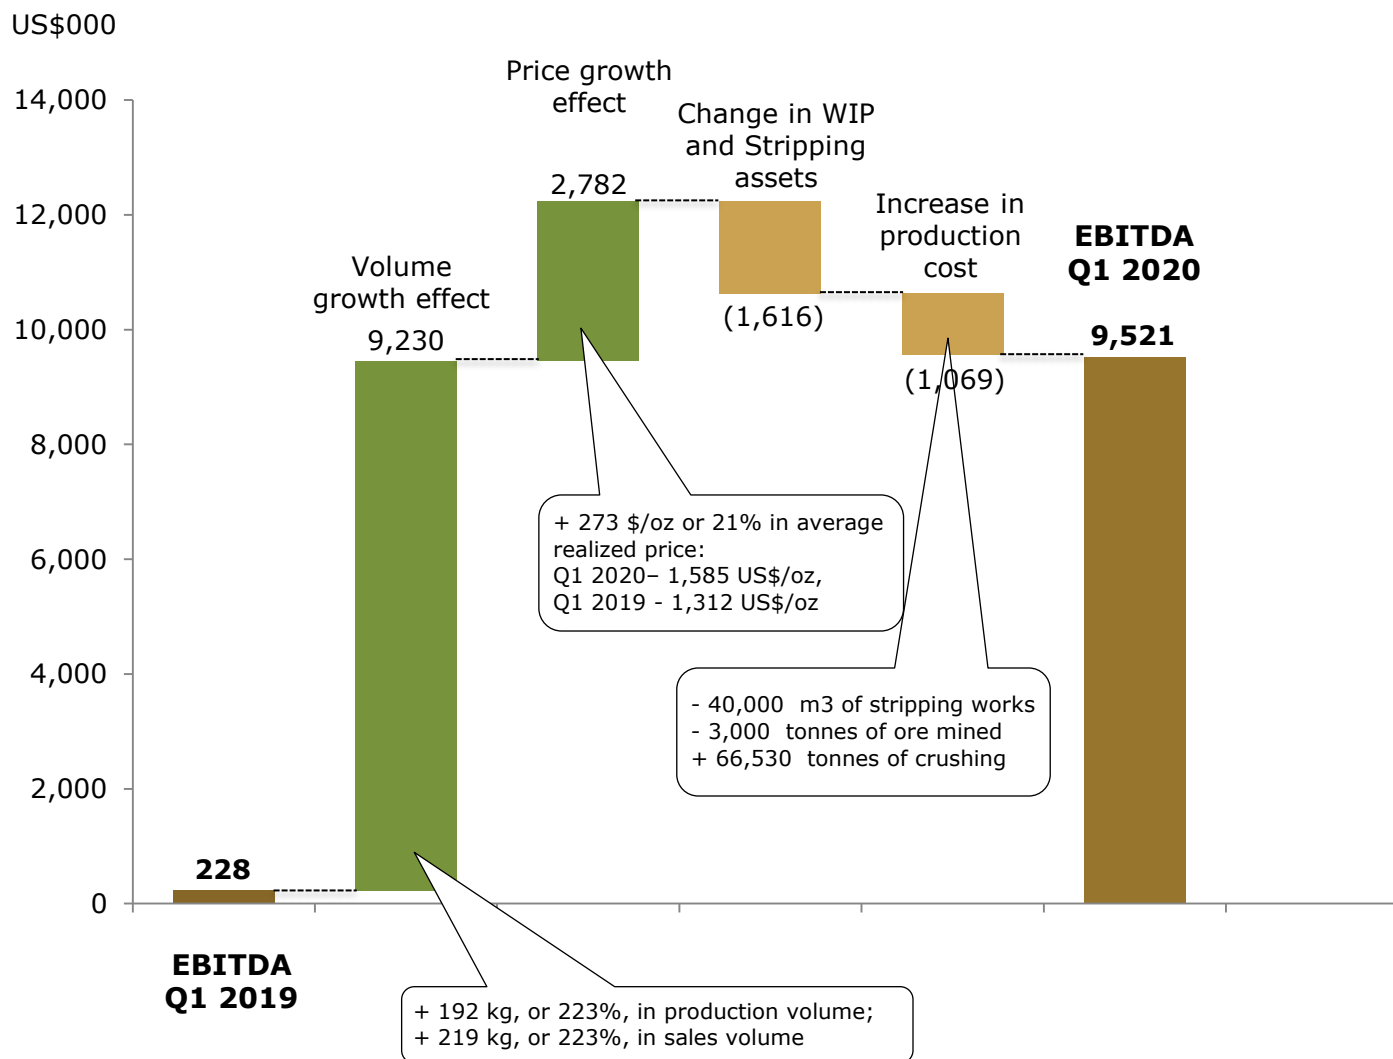 US$000
14,000
12,000
10,000
8,000
6,000
4,000
2,000
0
228
EBITDA
Q1 2019
Volume
growth effect
9,230
Price growth
effect
2,782
Change in WIP
and Stripping
assets
(1,616)
Increase in
production
cost
(1,069)
EBITDA
Q1 2020
9,521
+ 273 $/oz or 21% in average
realized price:
Q1 2020– 1,585 US$/oz,
Q1 2019 - 1,312 US$/oz
- 40,000 m3 of stripping works
- 3,000 tonnes of ore mined
+ 66,530 tonnes of crushing
+ 192 kg, or 223%, in production volume;
+ 219 kg, or 223%, in sales volume